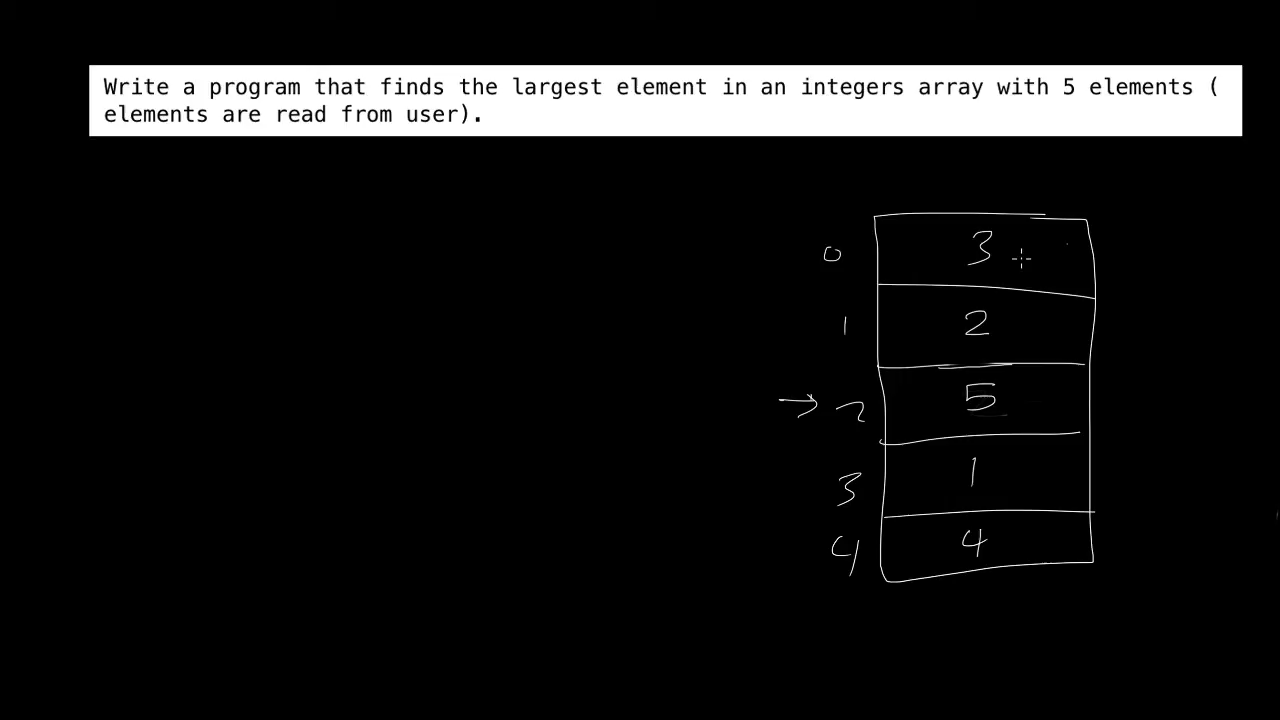 Write a program that finds the largest element in an integers array with 5 elements (
elements are read from user).
0 3
1 2
2 5
3 1
4 4